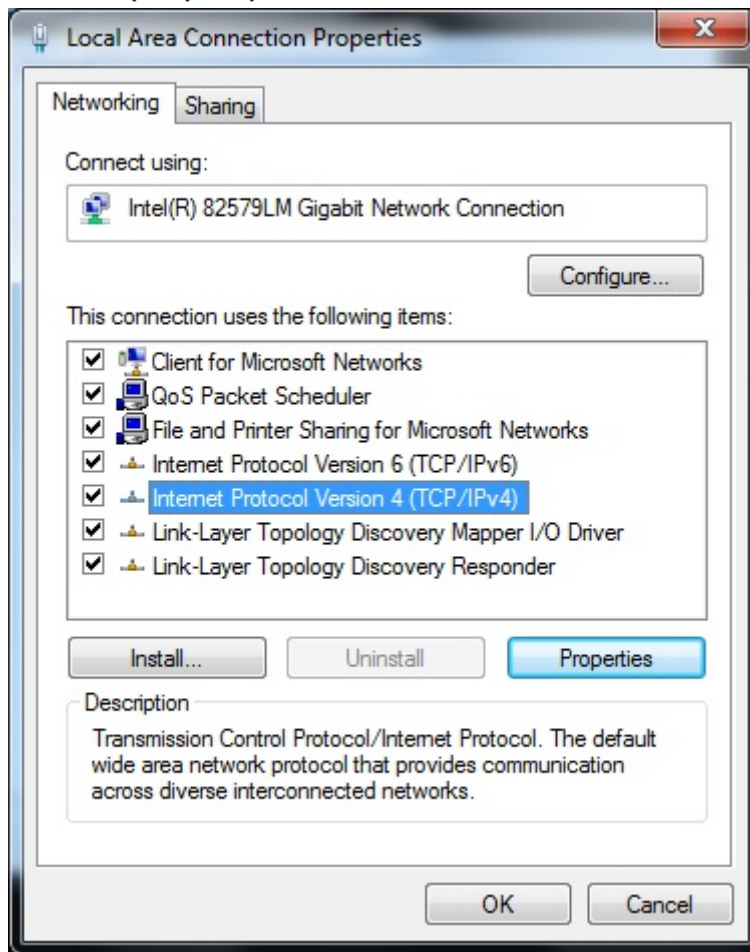 Local Area Connection Properties
Networking
Sharing
Connect using:
Intel(R) 82579LM Gigabit Network Connection
Configure...
This connection uses the following items:
Client for Microsoft Networks
QoS Packet Scheduler
File and Printer Sharing for Microsoft Networks
Internet Protocol Version 6 (TCP/IPv6)
Internet Protocol Version 4 (TCP/IPv4)
Link-Layer Topology Discovery Mapper I/O Driver
Link-Layer Topology Discovery Responder
Install...
Uninstall
Properties
Description
Transmission Control Protocol/Internet Protocol. The default
wide area network protocol that provides communication
across diverse interconnected networks.
OK
Cancel